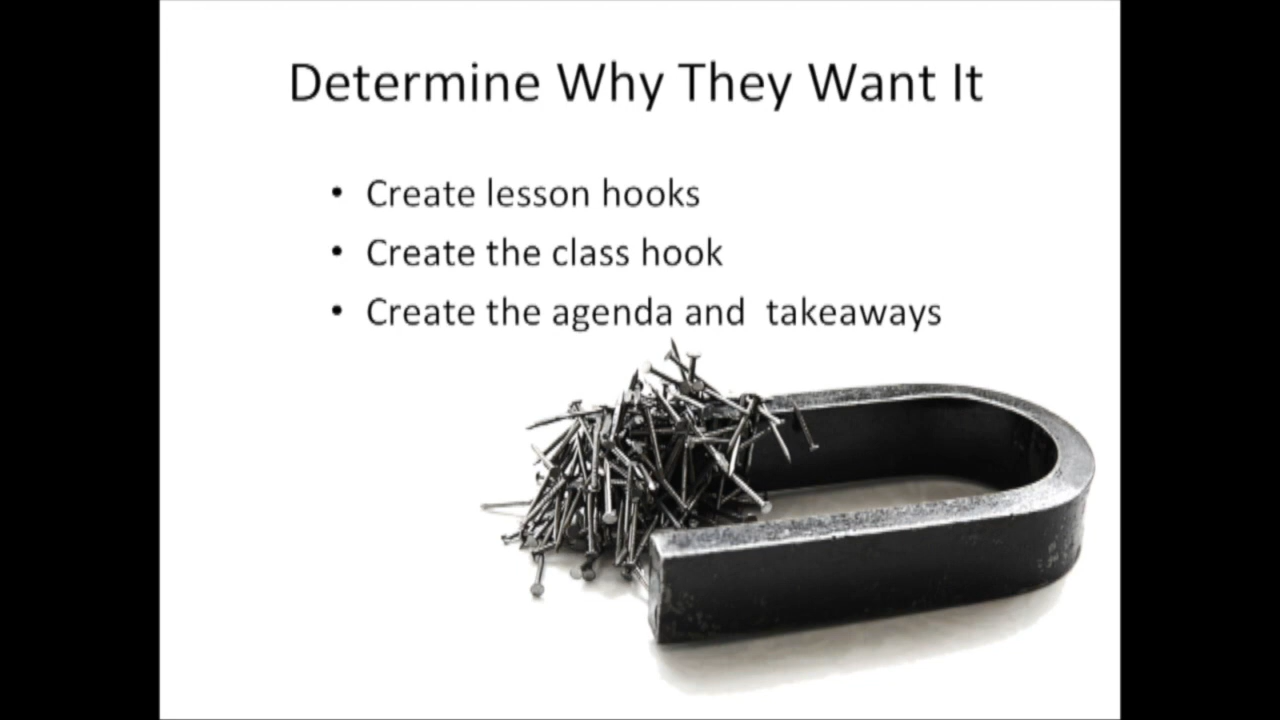 Determine Why They Want It
• Create lesson hooks
• Create the class hook
• Create the agenda and  takeaways